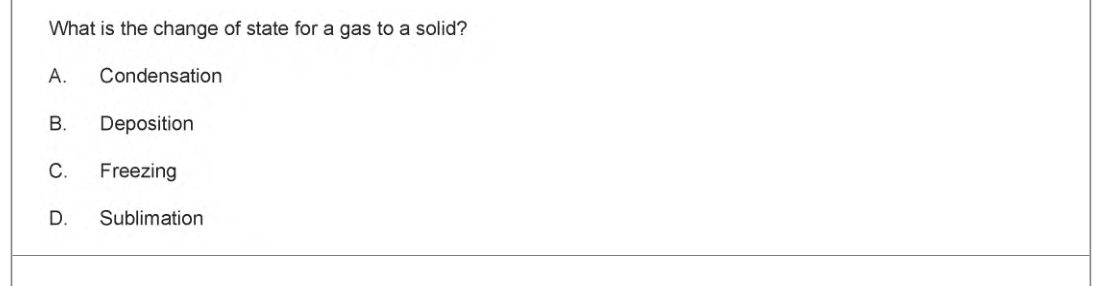 What is the change of state for a gas to a solid?
A. Condensation
B. Deposition
C. Freezing
D. Sublimation